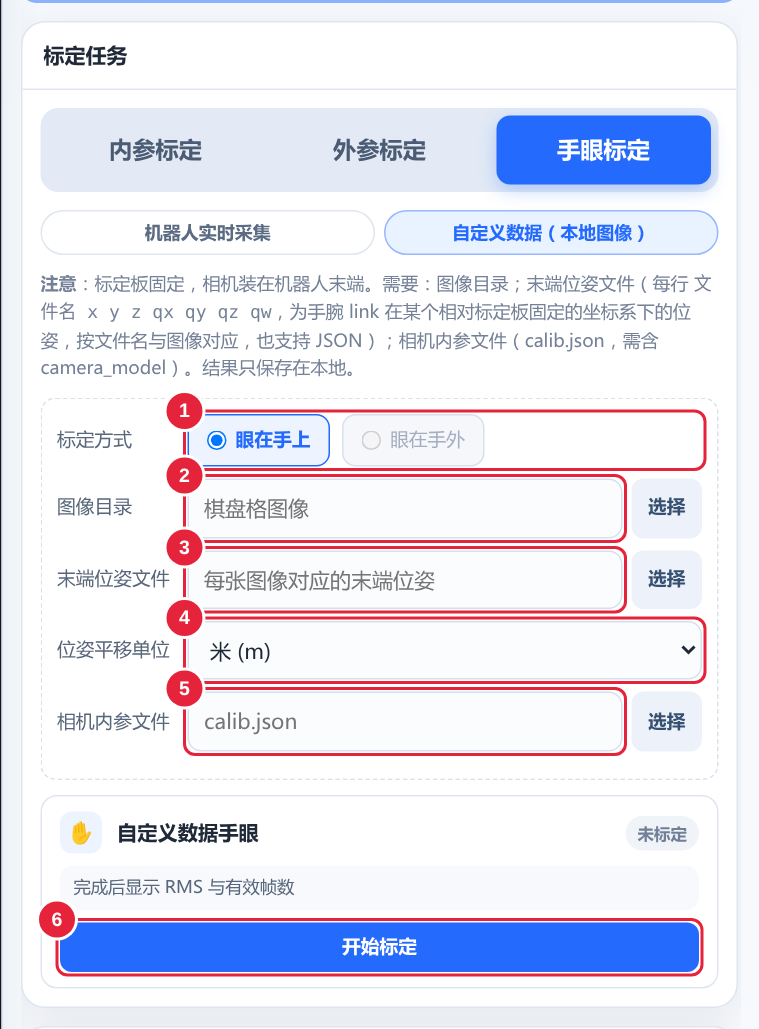 标定任务
内参标定 外参标定 手眼标定
机器人实时采集 自定义数据（本地图像）
注意：标定板固定，相机装在机器人末端。需要：图像目录；末端位姿文件（每行 文
件名 x y z qx qy qz qw，为手腕 link 在某个相对标定板固定的坐标系下的位
姿，按文件名与图像对应，也支持 JSON）；相机内参文件（calib.json，需含
camera_model）。结果只保存在本地。
1
标定方式 眼在手上 眼在手外
2
图像目录 棋盘格图像 选择
3
末端位姿文件 每张图像对应的末端位姿 选择
4
位姿平移单位 米 (m)
5
相机内参文件 calib.json 选择
自定义数据手眼 未标定
完成后显示 RMS 与有效帧数
6
开始标定